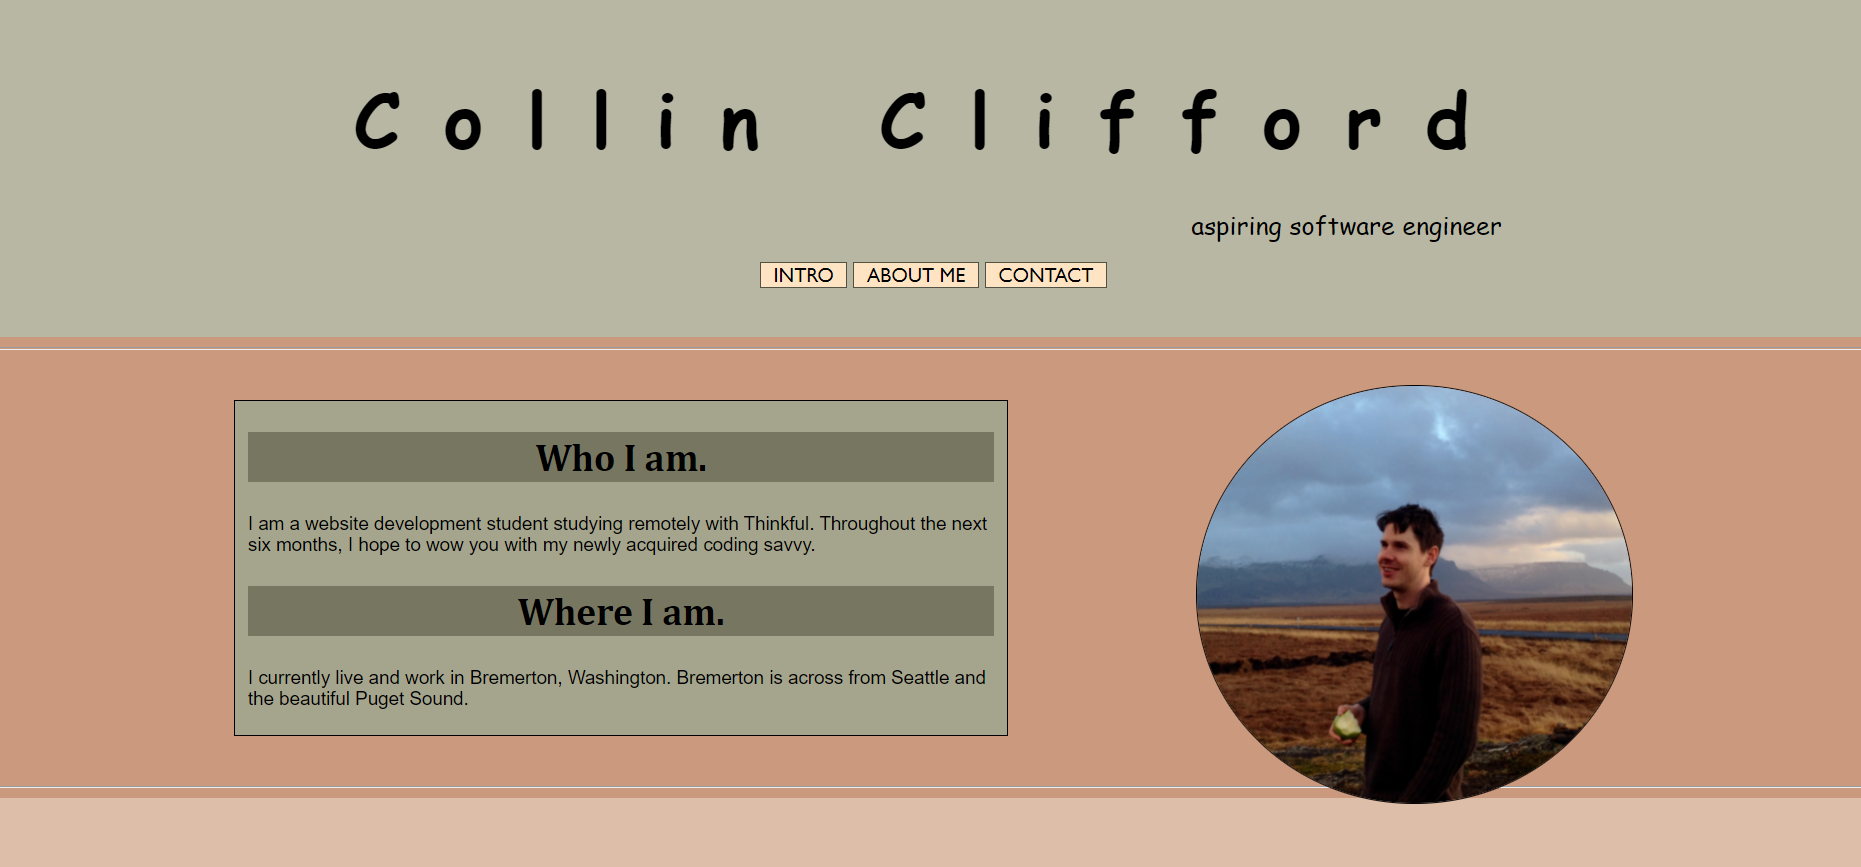 Collin Clifford
aspiring software engineer
INTRO ABOUT ME CONTACT
Who I am.
I am a website development student studying remotely with Thinkful. Throughout the next
six months, I hope to wow you with my newly acquired coding savvy.
Where I am.
I currently live and work in Bremerton, Washington. Bremerton is across from Seattle and
the beautiful Puget Sound.